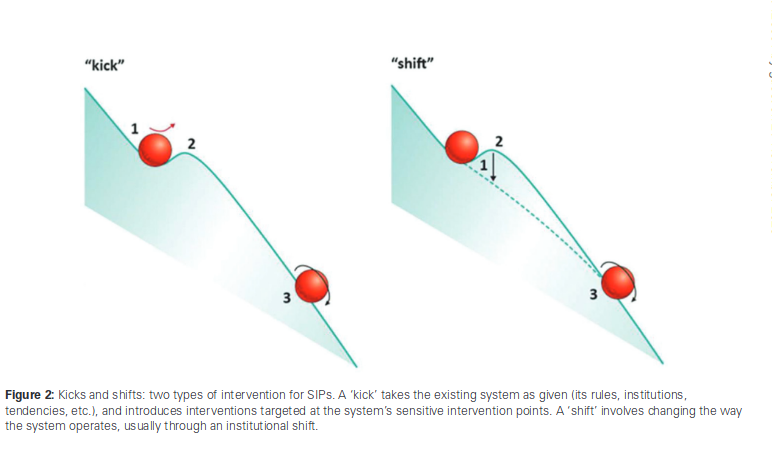 “kick”
“shift”
1
2
3
2
1
3
Figure 2: Kicks and shifts: two types of intervention for SIPs. A ‘kick’ takes the existing system as given (its rules, institutions,
tendencies, etc.), and introduces interventions targeted at the system’s sensitive intervention points. A ‘shift’ involves changing the way
the system operates, usually through an institutional shift.